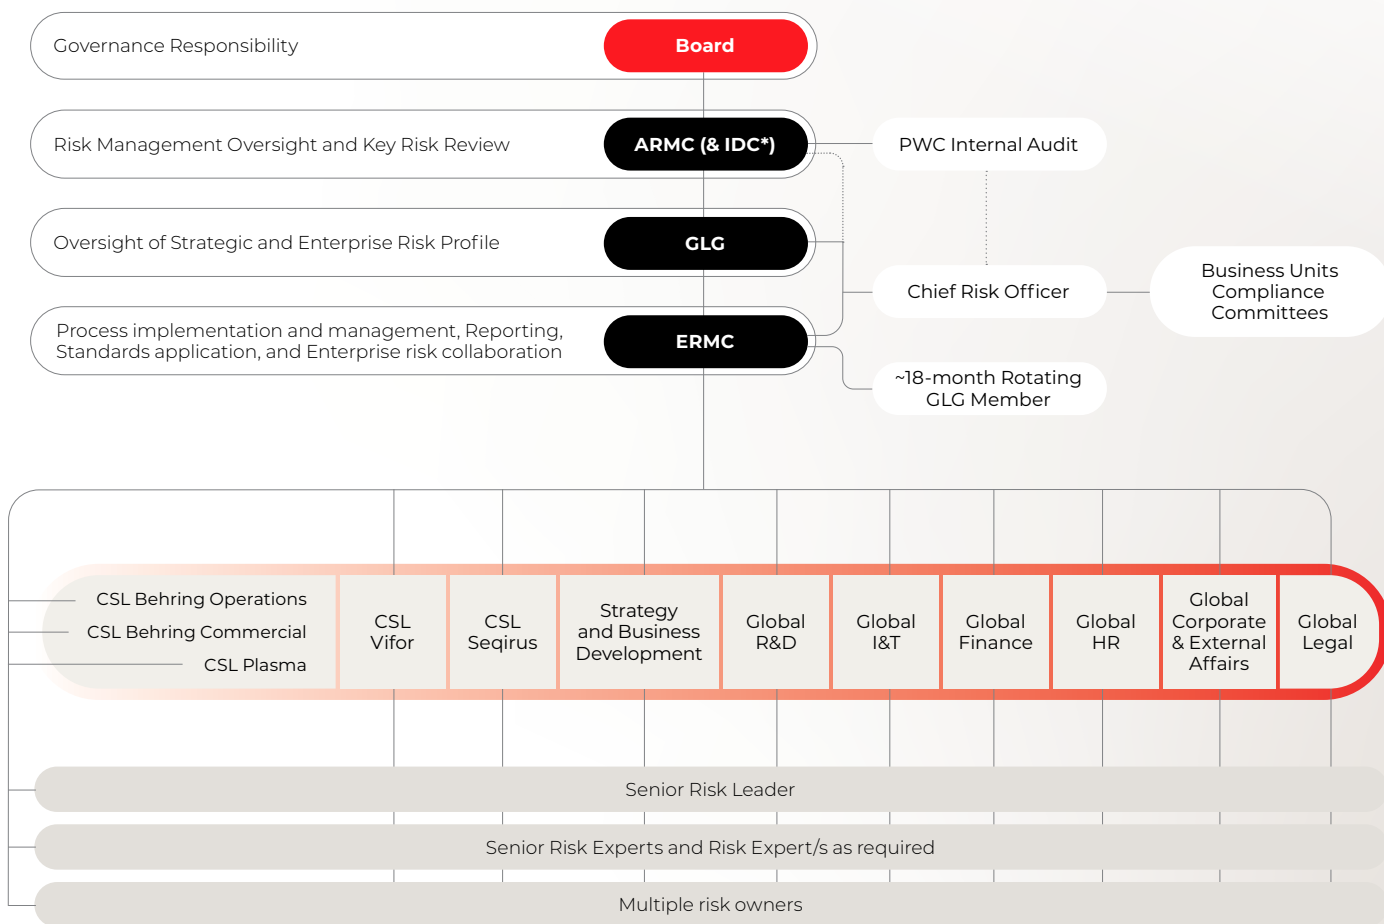 Governance Responsibility
Board
Risk Management Oversight and Key Risk Review
ARMC (& IDC*)
PWC Internal Audit
Oversight of Strategic and Enterprise Risk Profile
GLG
Chief Risk Officer
Business Units
Compliance
Committees
Process implementation and management, Reporting,
Standards application, and Enterprise risk collaboration
ERMC
~18-month Rotating
GLG Member
CSL Behring Operations
CSL Behring Commercial
CSL Plasma
CSL
Vifor
CSL
Seqirus
Strategy
and Business
Development
Global
R&D
Global
I&T
Global
Finance
Global
HR
Global
Corporate
& External
Affairs
Global
Legal
Senior Risk Leader
Senior Risk Experts and Risk Expert/s as required
Multiple risk owners